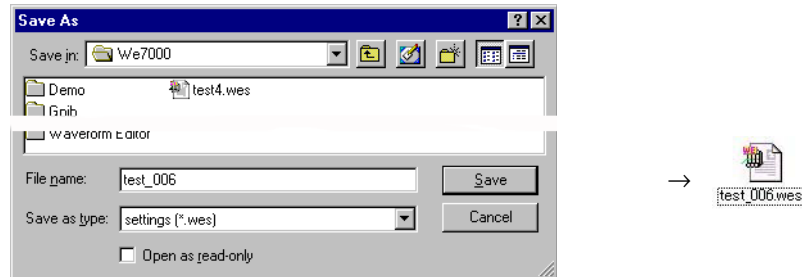 Save As
Save in: We7000
Demo test4.wes
Gpib
Waveform Editor
File name: test_006 Save
Save as type: settings (*.wes) Cancel
Open as read-only
→ test_006.wes